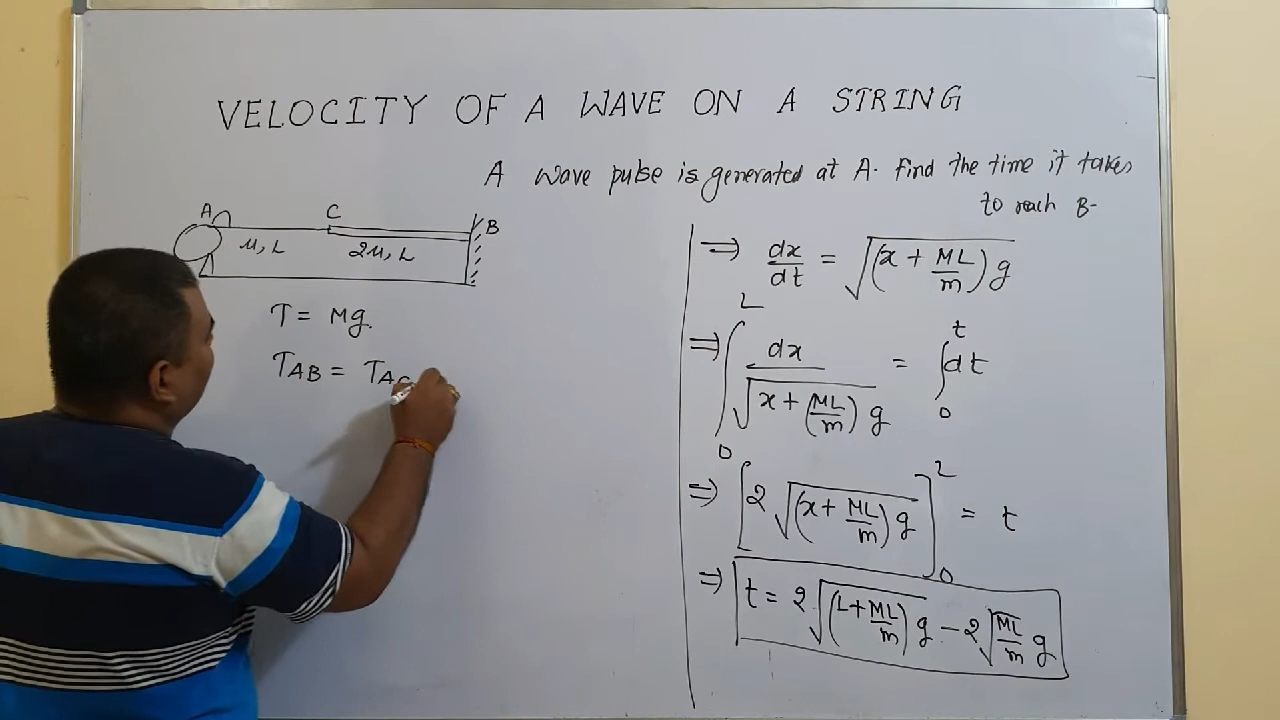 VELOCITY OF A WAVE ON A STRING
A wave pulse is generated at A. Find the time it takes
to reach B-
A C B
μ, L 2μ, L
T = Mg.
T_AB = T_AC
⇒ dx/dt = √((x + ML/m) g)
⇒ ∫₀^L dx/√(x + (ML/m) g) = ∫₀^t dt
⇒ [2 √((x + ML/m) g)]₀^L = t
⇒ t = 2 √((L + ML/m) g) - 2 √(ML/m) g